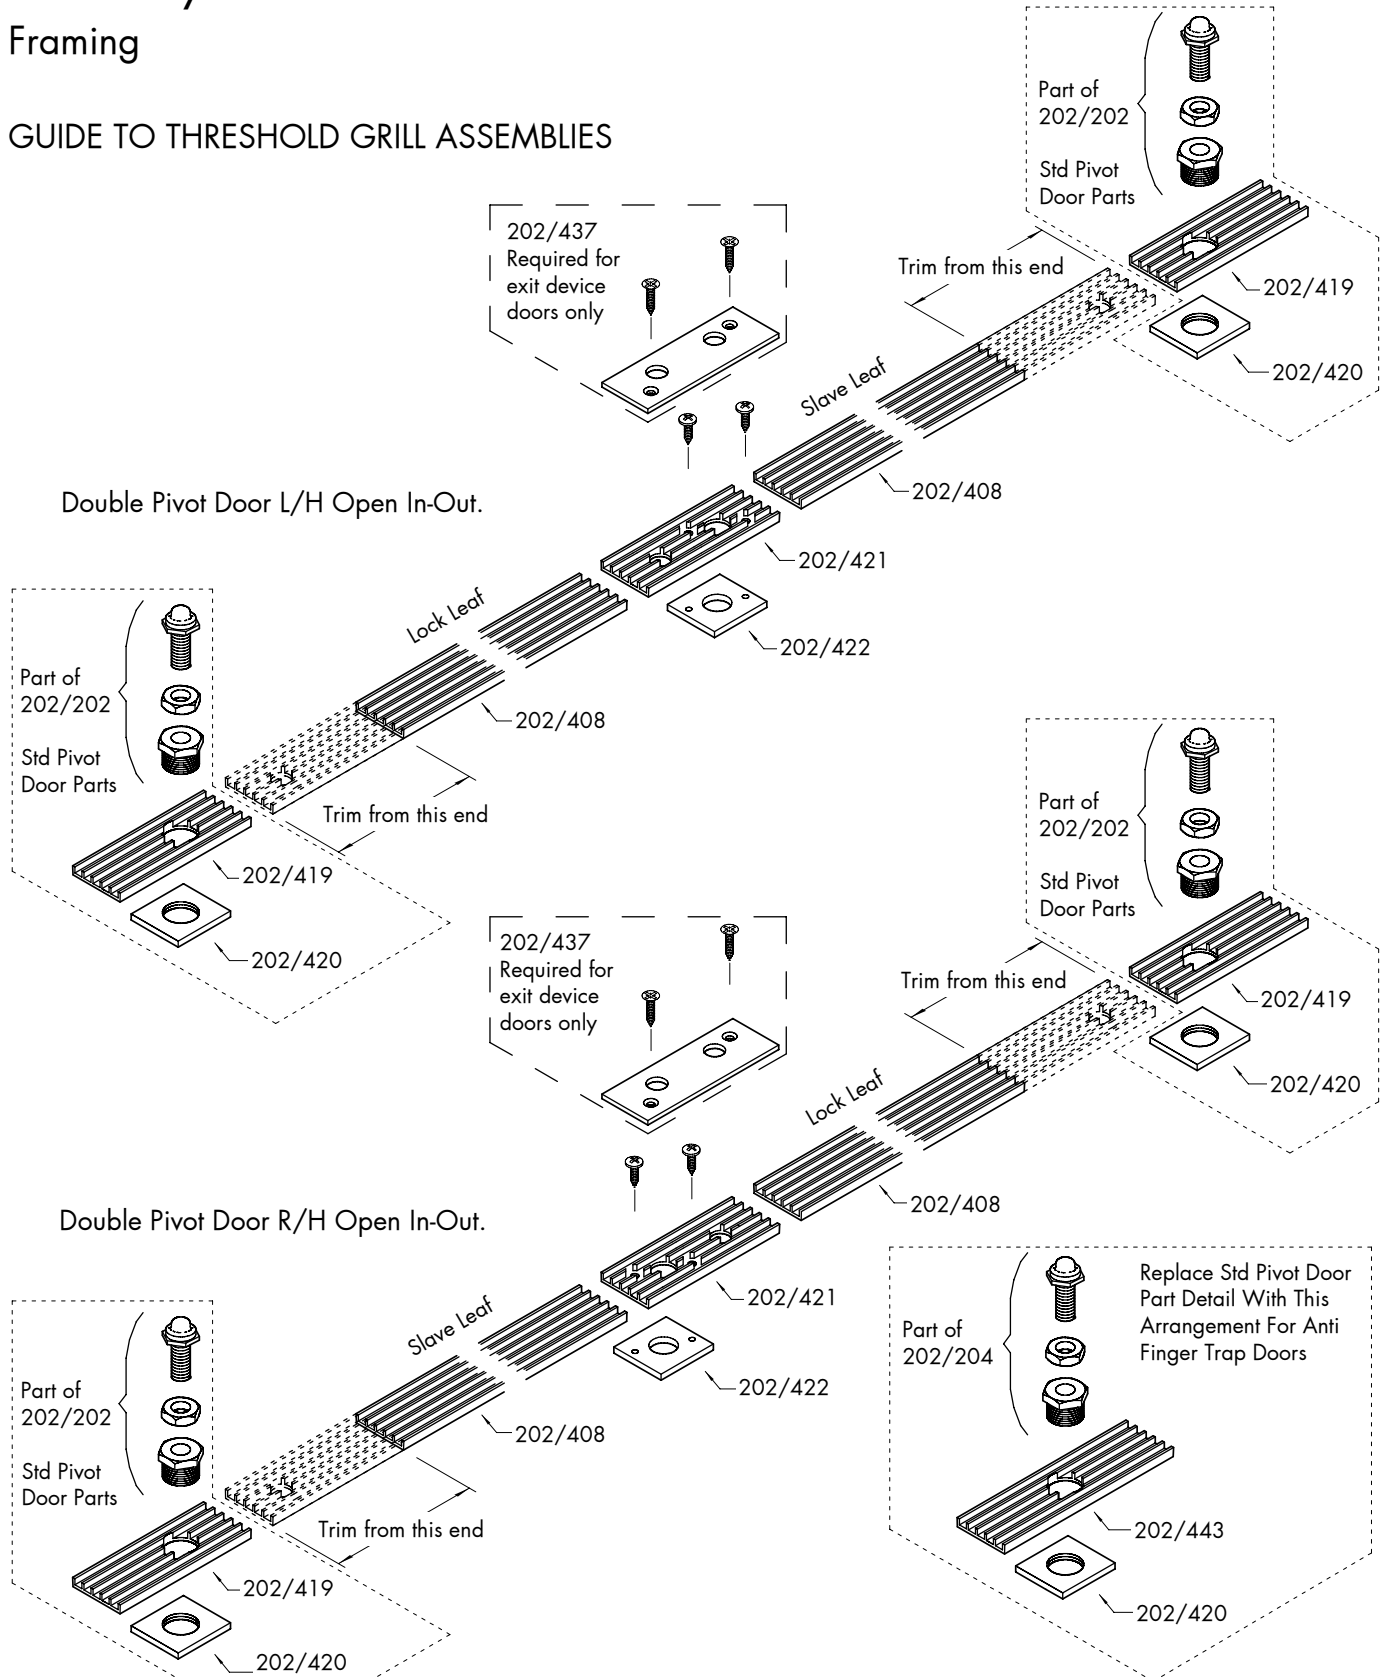 Framing
GUIDE TO THRESHOLD GRILL ASSEMBLIES
Part of
202/202
Std Pivot
Door Parts
202/437
Required for
exit device
doors only
Trim from this end
202/419
202/420
Slave Leaf
202/408
Double Pivot Door L/H Open In-Out.
202/421
202/422
Lock Leaf
202/408
Part of
202/202
Std Pivot
Door Parts
Trim from this end
202/419
202/420
Part of
202/202
Std Pivot
Door Parts
202/437
Required for
exit device
doors only
Trim from this end
202/419
202/420
Lock Leaf
202/408
Double Pivot Door R/H Open In-Out.
202/421
202/422
Slave Leaf
202/408
Part of
202/202
Std Pivot
Door Parts
Trim from this end
202/419
202/420
Part of
202/204
Replace Std Pivot Door
Part Detail With This
Arrangement For Anti
Finger Trap Doors
202/443
202/420